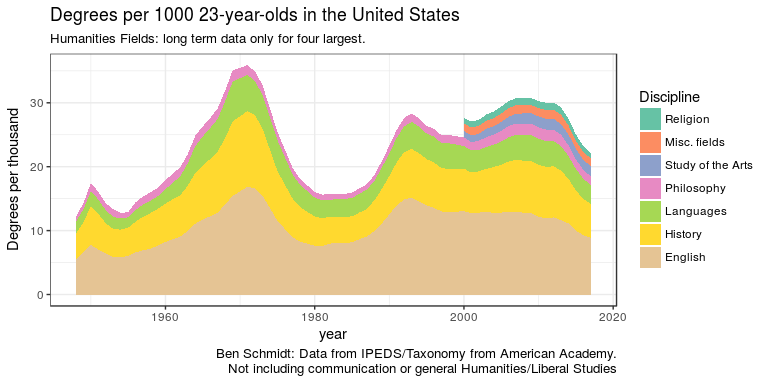 Degrees per 1000 23-year-olds in the United States
Humanities Fields: long term data only for four largest.
Degrees per thousand
30
20
10
0
1960
1980
2000
2020
year
Discipline
Religion
Misc. fields
Study of the Arts
Philosophy
Languages
History
English
Ben Schmidt: Data from IPEDS/Taxonomy from American Academy.
Not including communication or general Humanities/Liberal Studies